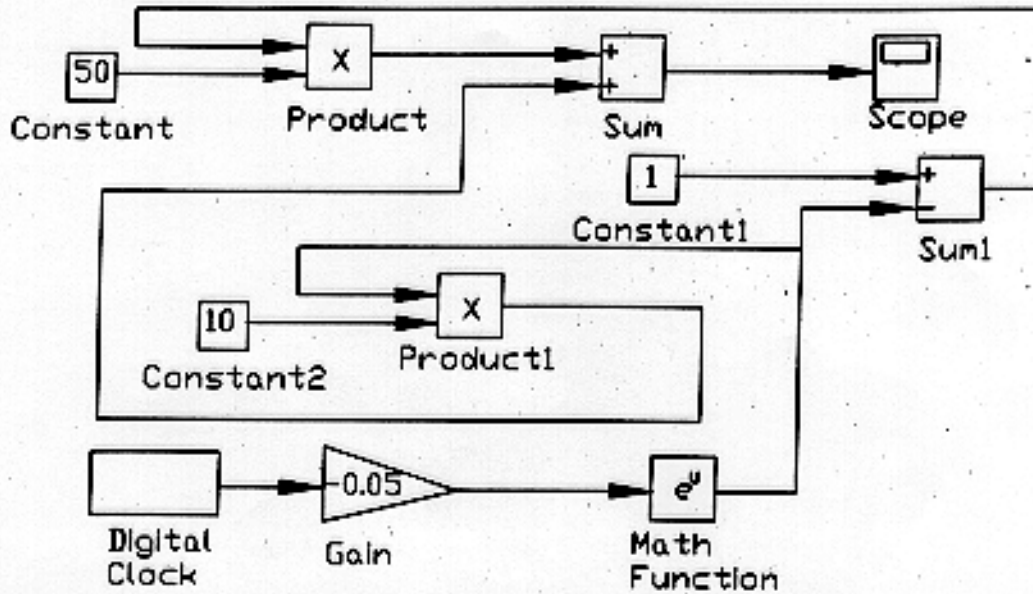 50
Constant
X
Product
+
+
Sum
Scope
1
Constant1
+
−
Sum1
10
Constant2
X
Product1
Digital
Clock
-0.05
Gain
e^u
Math
Function